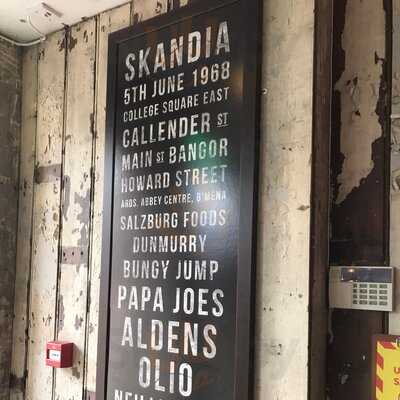 SKANDIA
5TH JUNE 1968
COLLEGE SQUARE EAST
CALLENDER ST
MAIN ST BANGOR
HOWARD STREET
ARDS, ABBEY CENTRE, B'MENA
SALZBURG FOODS
DUNMURRY
BUNGY JUMP
PAPA JOES
ALDENS
OLIO